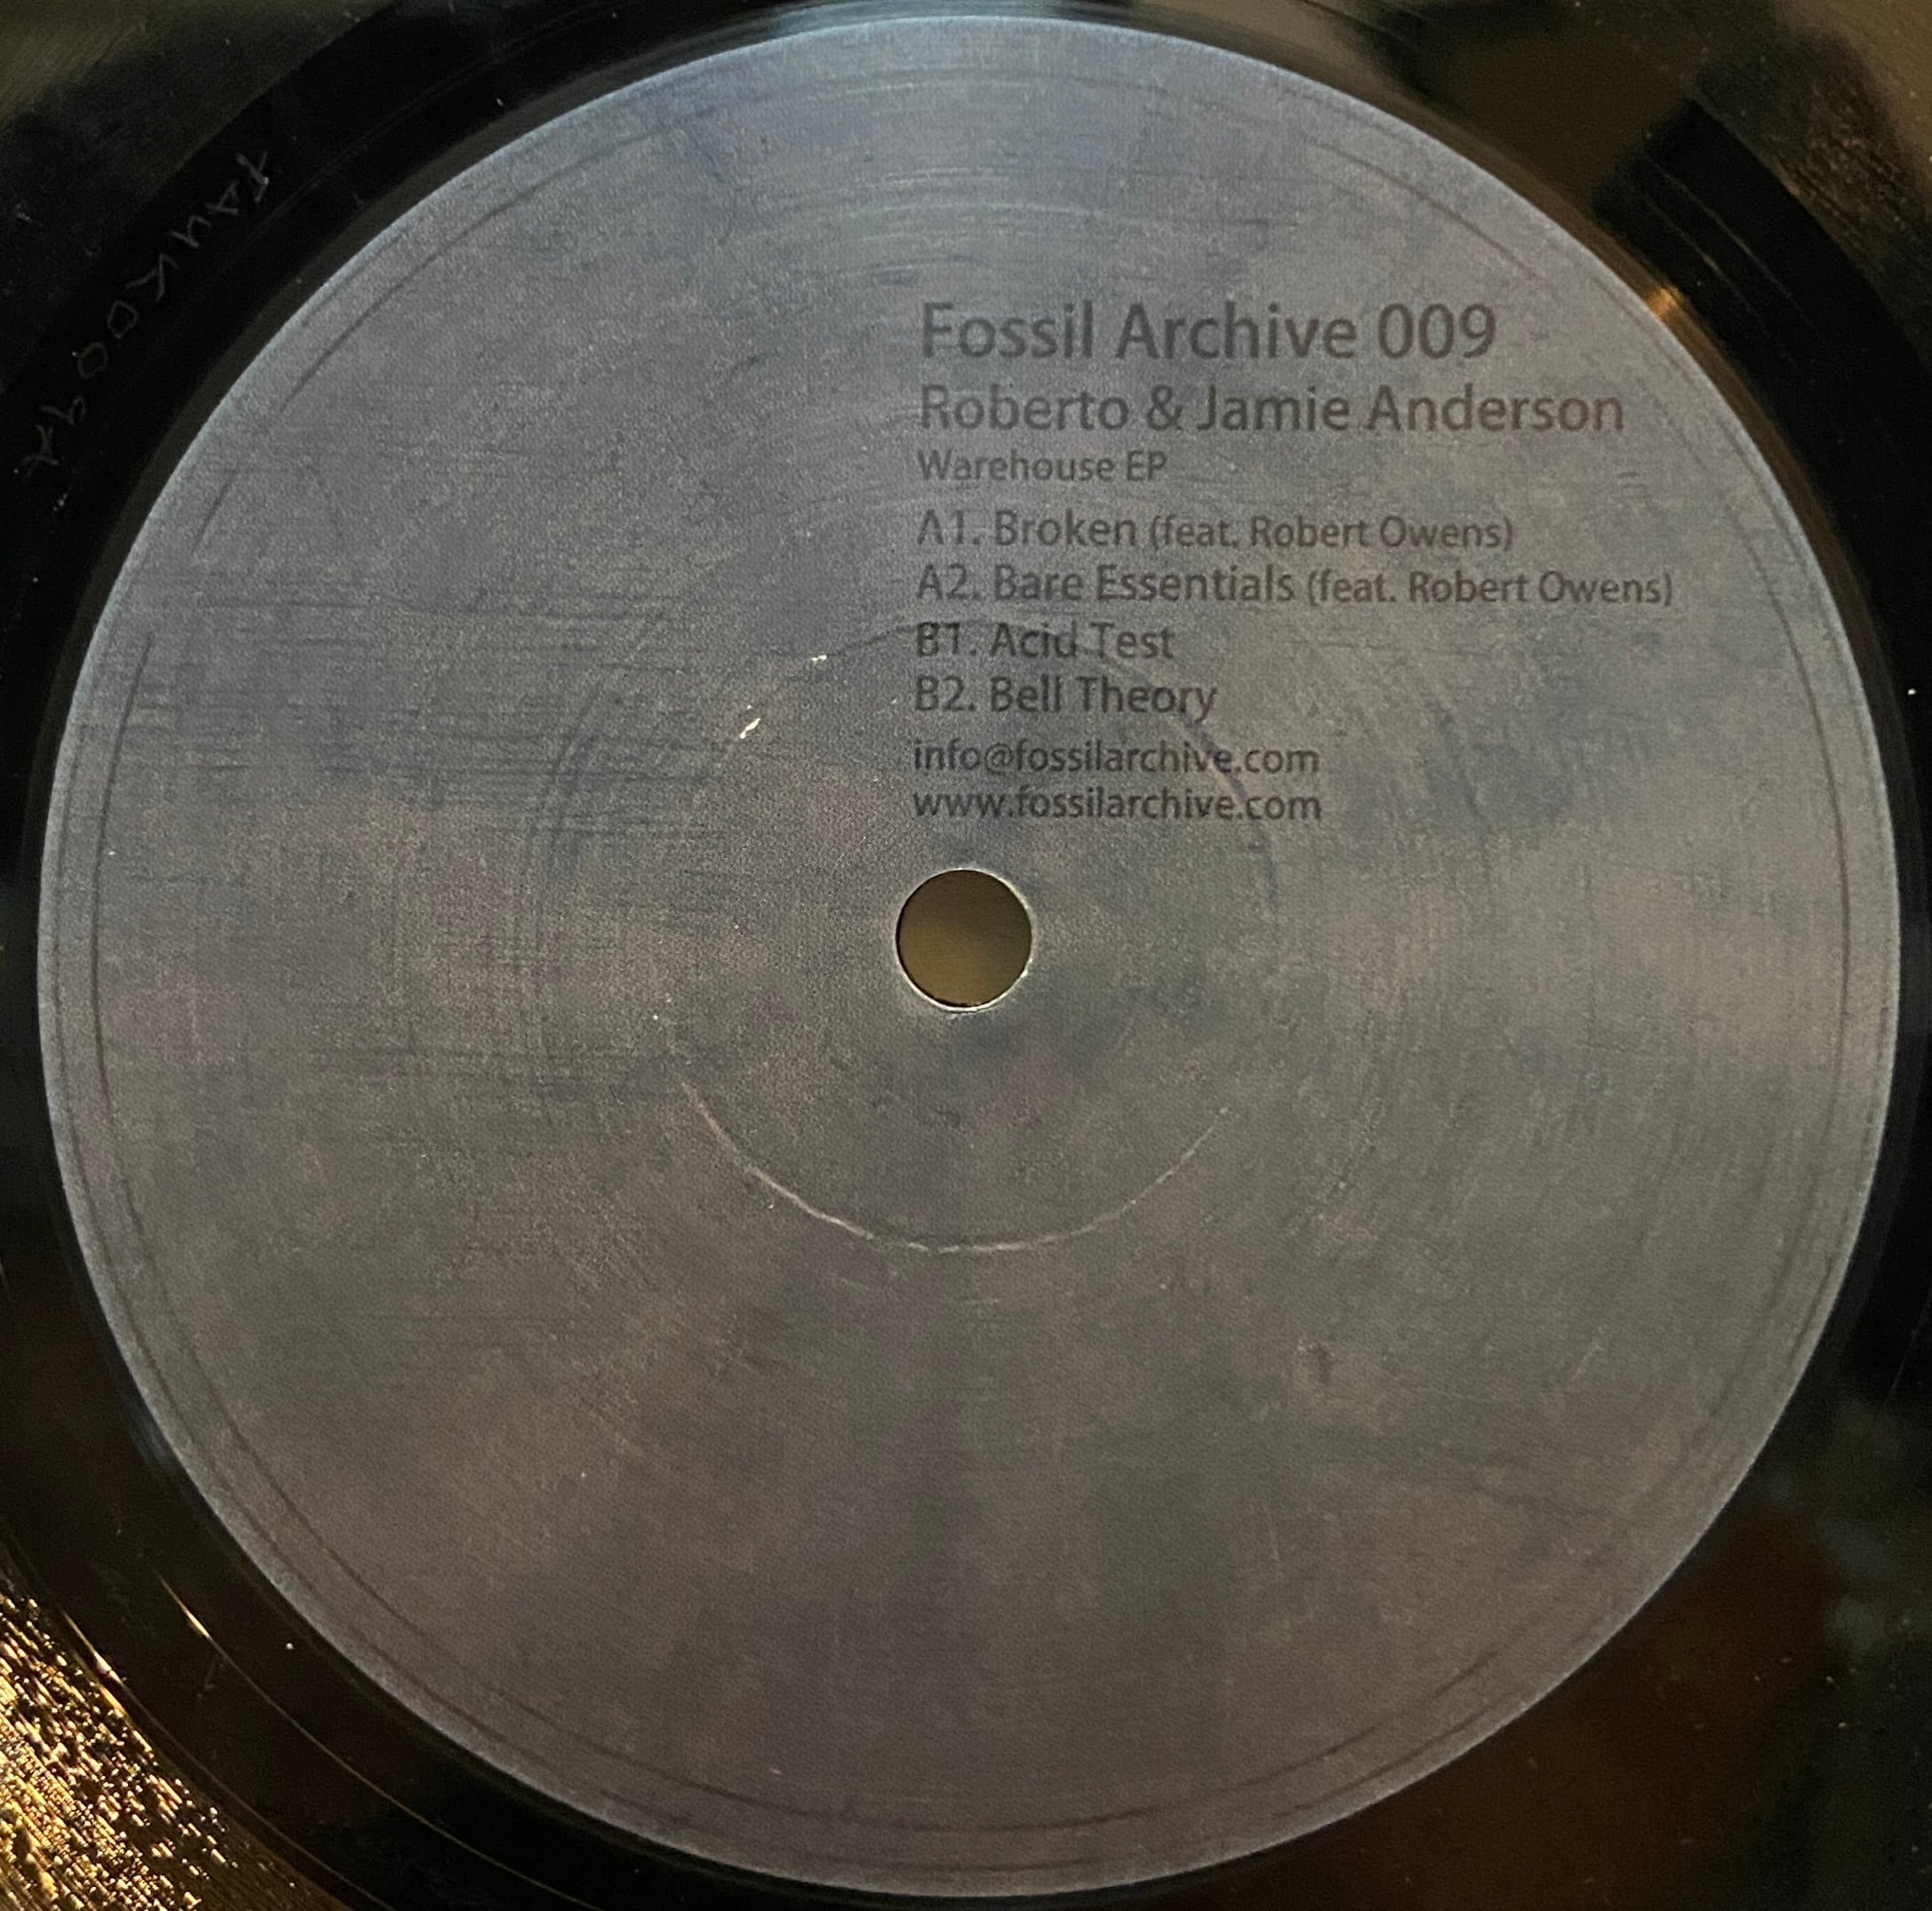 Fossil Archive 009
Roberto & Jamie Anderson
Warehouse EP
A1. Broken (feat. Robert Owens)
A2. Bare Essentials (feat. Robert Owens)
B1. Acid Test
B2. Bell Theory
info@fossilarchive.com
www.fossilarchive.com